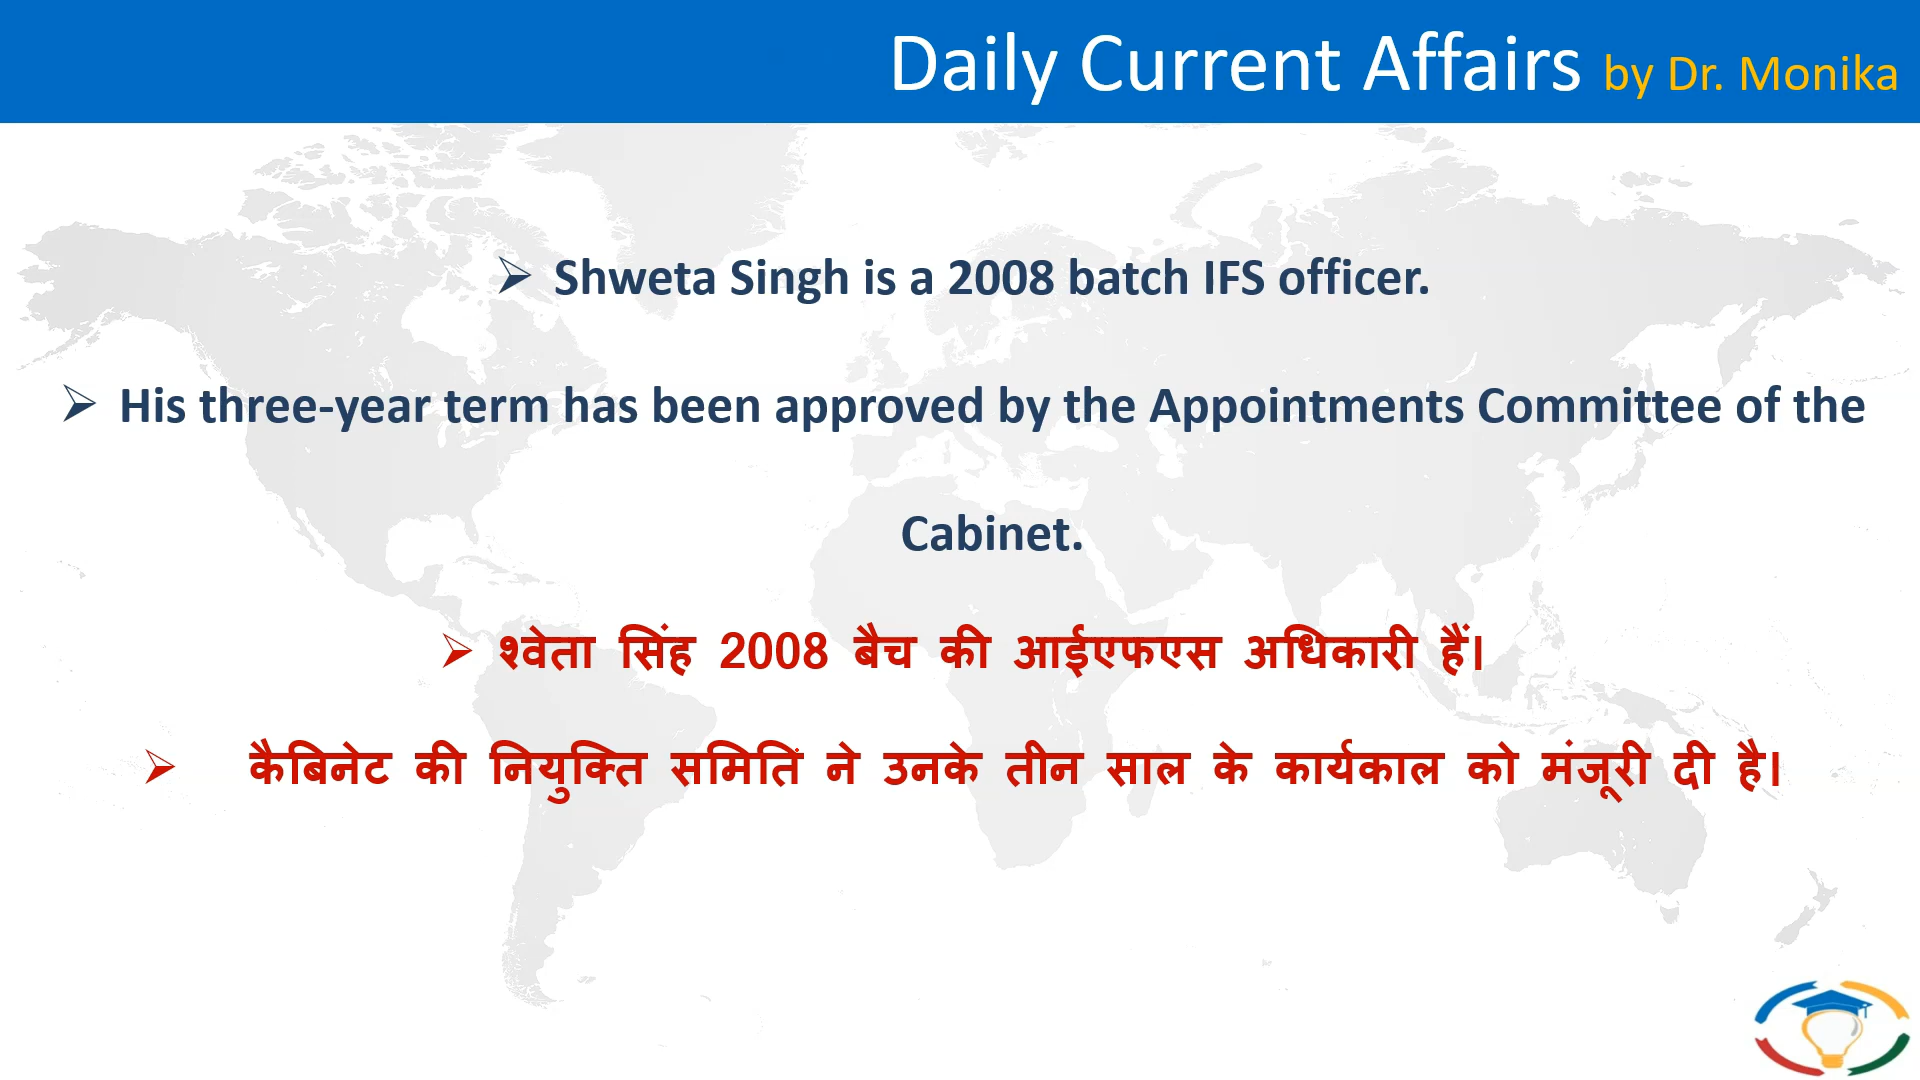 Daily Current Affairs by Dr. Monika
➢ Shweta Singh is a 2008 batch IFS officer.
➢ His three-year term has been approved by the Appointments Committee of the
Cabinet.
➢ श्वेता सिंह 2008 बैच की आईएफएस अधिकारी हैं।
➢ कैबिनेट की नियुक्ति समितिं ने उनके तीन साल के कार्यकाल को मंजूरी दी है।